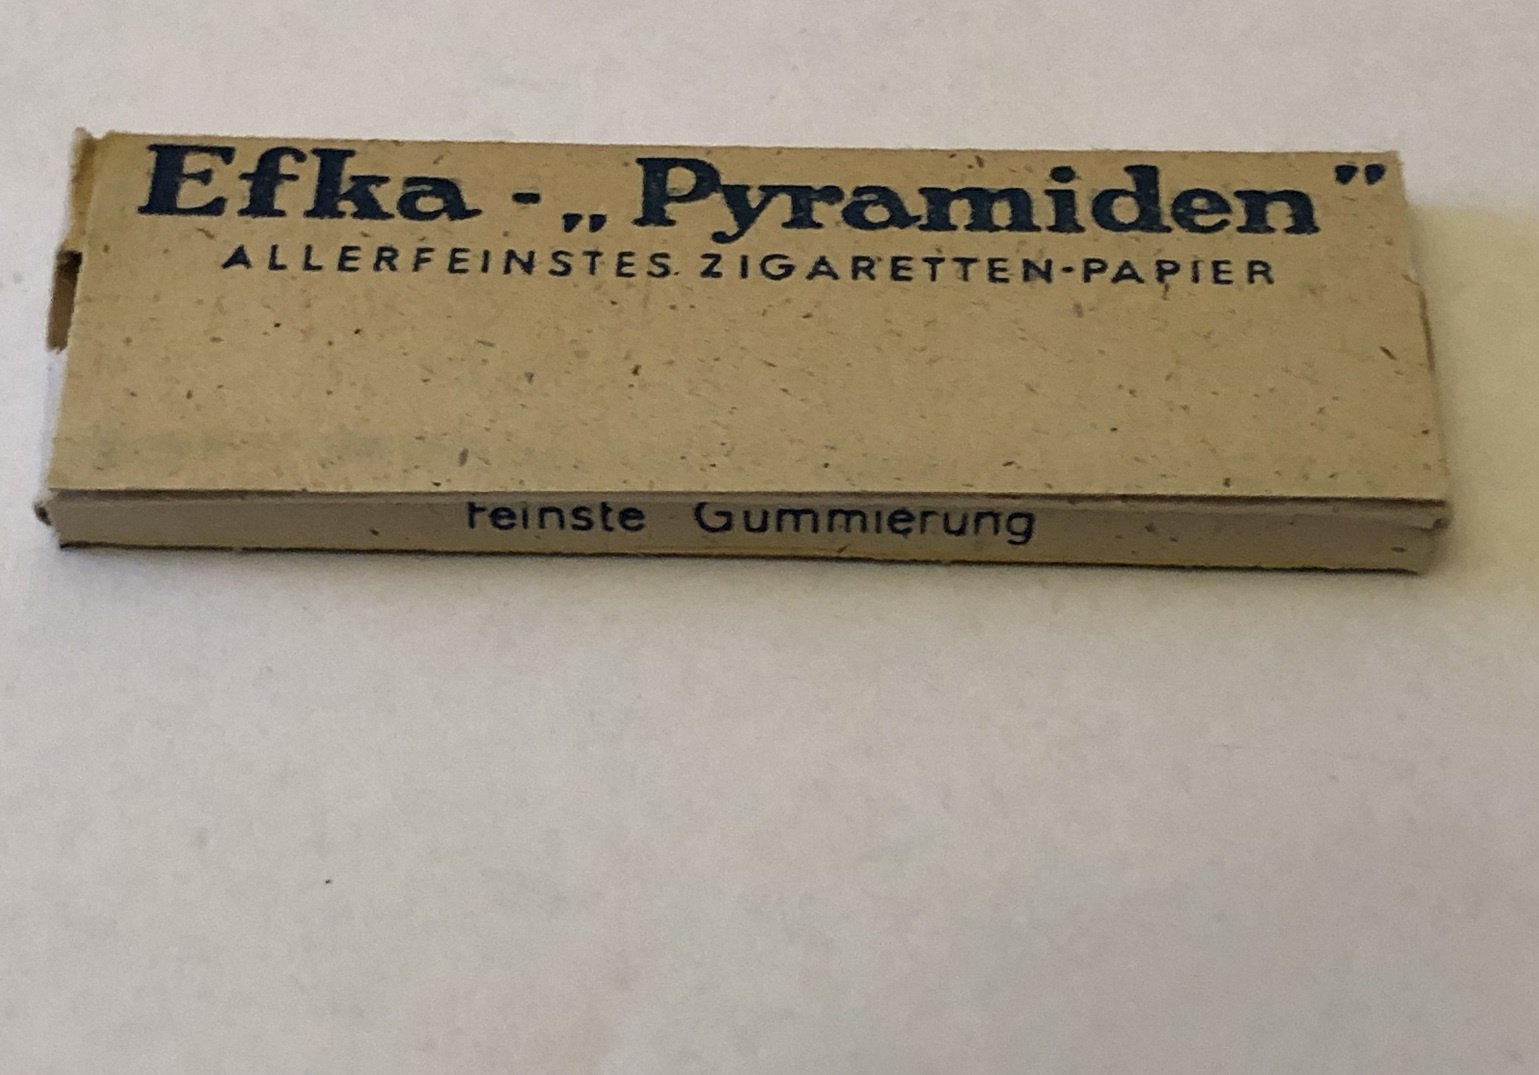 Efka - „Pyramiden”
ALLERFEINSTES ZIGARETTEN-PAPIER
Feinste Gummierung